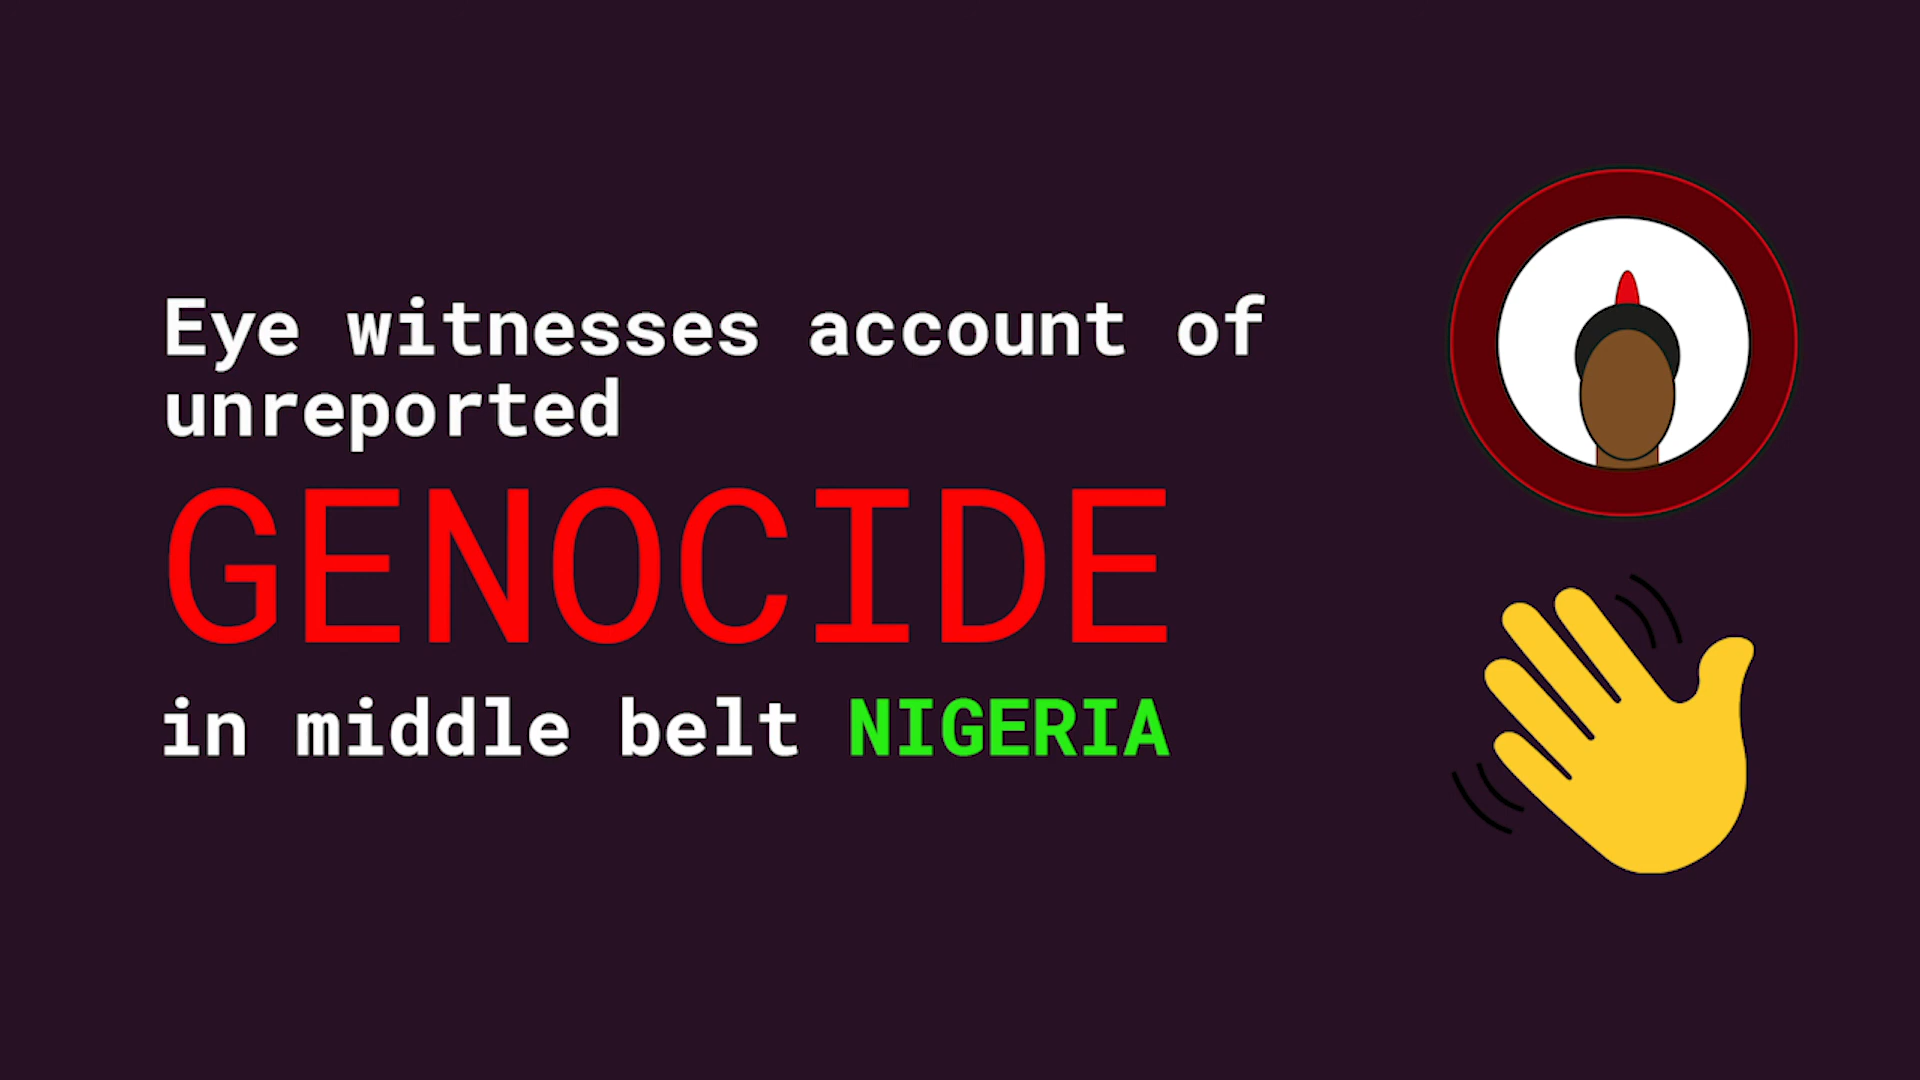 Eye witnesses account of
unreported
GENOCIDE
in middle belt NIGERIA